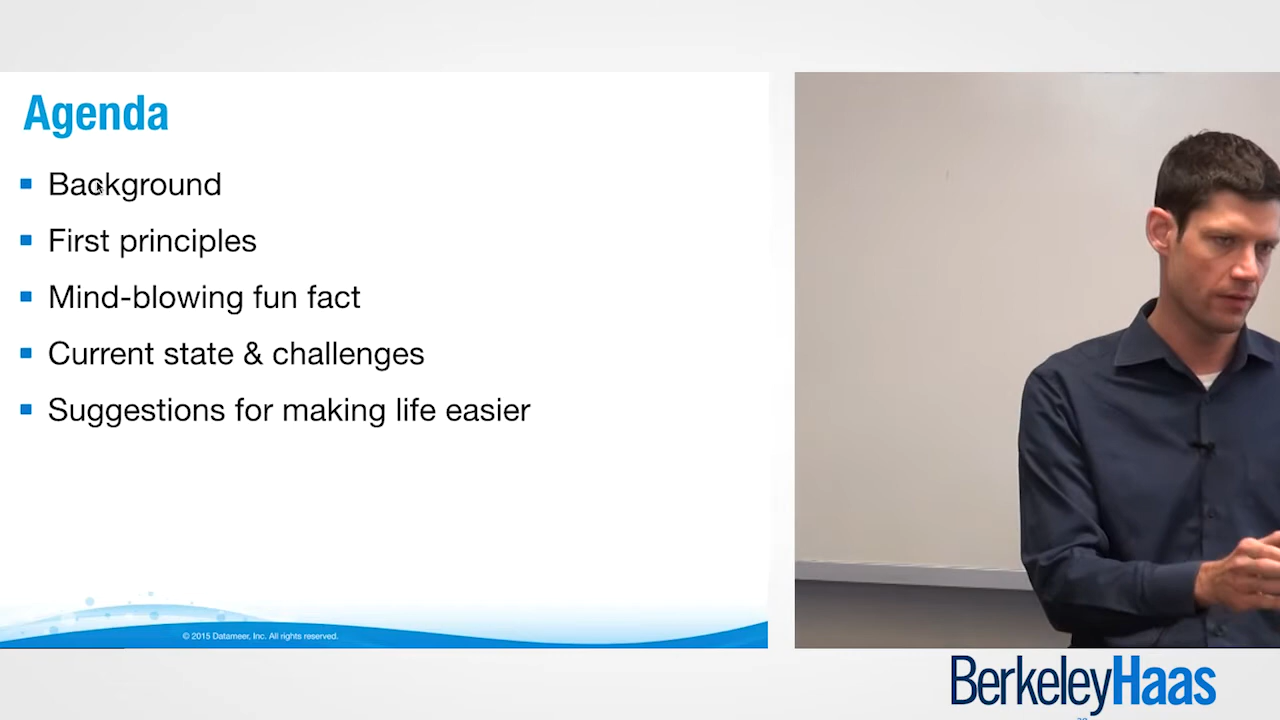 Agenda
Background
First principles
Mind-blowing fun fact
Current state & challenges
Suggestions for making life easier
© 2015 Datameer, Inc. All rights reserved.
BerkeleyHaas